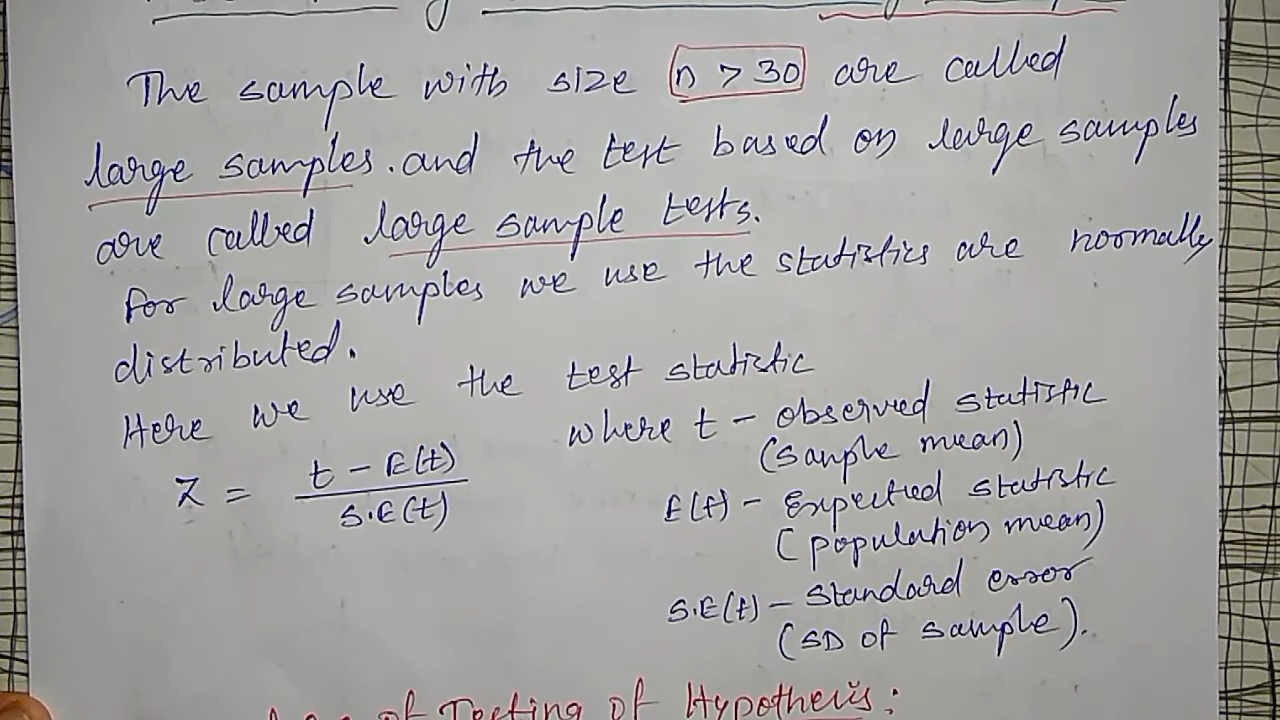 The sample with size n > 30 are called
large samples. and the test based on large samples
are called large sample tests.
For large samples we use the statistics are normally
distributed.
Here we use the test statistic
Z = t - E(t) / S.E(t)
where t - observed statistic
(sample mean)
E(t) - Expected statistic
(population mean)
S.E(t) - Standard error
(SD of sample).
of Testing of Hypothesis: